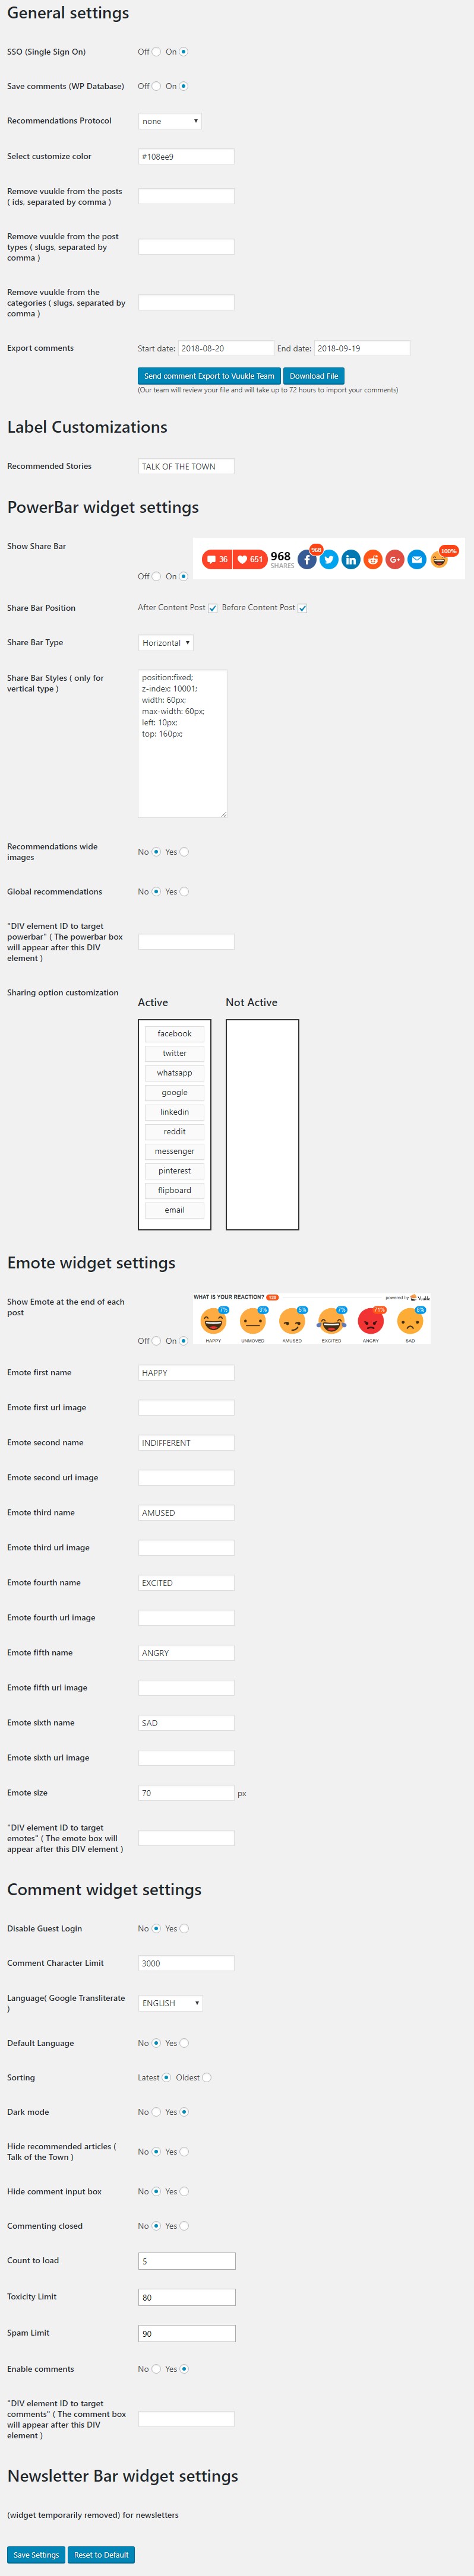 General settings
SSO (Single Sign On) Off On
Save comments (WP Database) Off On
Recommendations Protocol none
Select customize color #108ee9
Remove vuukle from the posts
( ids, separated by comma )
Remove vuukle from the post
types ( slugs, separated by
comma )
Remove vuukle from the
categories ( slugs, separated by
comma )
Export comments Start date: 2018-08-20 End date: 2018-09-19
Send comment Export to Vuukle Team Download File
(Our team will review your file and will take up to 72 hours to import your comments)
Label Customizations
Recommended Stories TALK OF THE TOWN
PowerBar widget settings
Show Share Bar
36 651 968 SHARES 968 G+ 100%
Off On
Share Bar Position After Content Post Before Content Post
Share Bar Type Horizontal
Share Bar Styles ( only for
vertical type )
position:fixed;
z-index: 10001;
width: 60px;
max-width: 60px;
left: 10px;
top: 160px;
Recommendations wide
images
No Yes
Global recommendations No Yes
"DIV element ID to target
powerbar" ( The powerbar box
will appear after this DIV
element )
Sharing option customization
Active Not Active
facebook
twitter
whatsapp
google
linkedin
reddit
messenger
pinterest
flipboard
email
Emote widget settings
Show Emote at the end of each
post
WHAT IS YOUR REACTION? powered by Vuukle
7% 3% 5% 7% 71% 8%
HAPPY UNMOVED AMUSED EXCITED ANGRY SAD
Off On
Emote first name HAPPY
Emote first url image
Emote second name INDIFFERENT
Emote second url image
Emote third name AMUSED
Emote third url image
Emote fourth name EXCITED
Emote fourth url image
Emote fifth name ANGRY
Emote fifth url image
Emote sixth name SAD
Emote sixth url image
Emote size 70 px
"DIV element ID to target
emotes" ( The emote box will
appear after this DIV element )
Comment widget settings
Disable Guest Login No Yes
Comment Character Limit 3000
Language( Google Transliterate
)
ENGLISH
Default Language No Yes
Sorting Latest Oldest
Dark mode No Yes
Hide recommended articles (
Talk of the Town )
No Yes
Hide comment input box No Yes
Commenting closed No Yes
Count to load 5
Toxicity Limit 80
Spam Limit 90
Enable comments No Yes
"DIV element ID to target
comments" ( The comment box
will appear after this DIV
element )
Newsletter Bar widget settings
(widget temporarily removed) for newsletters
Save Settings Reset to Default